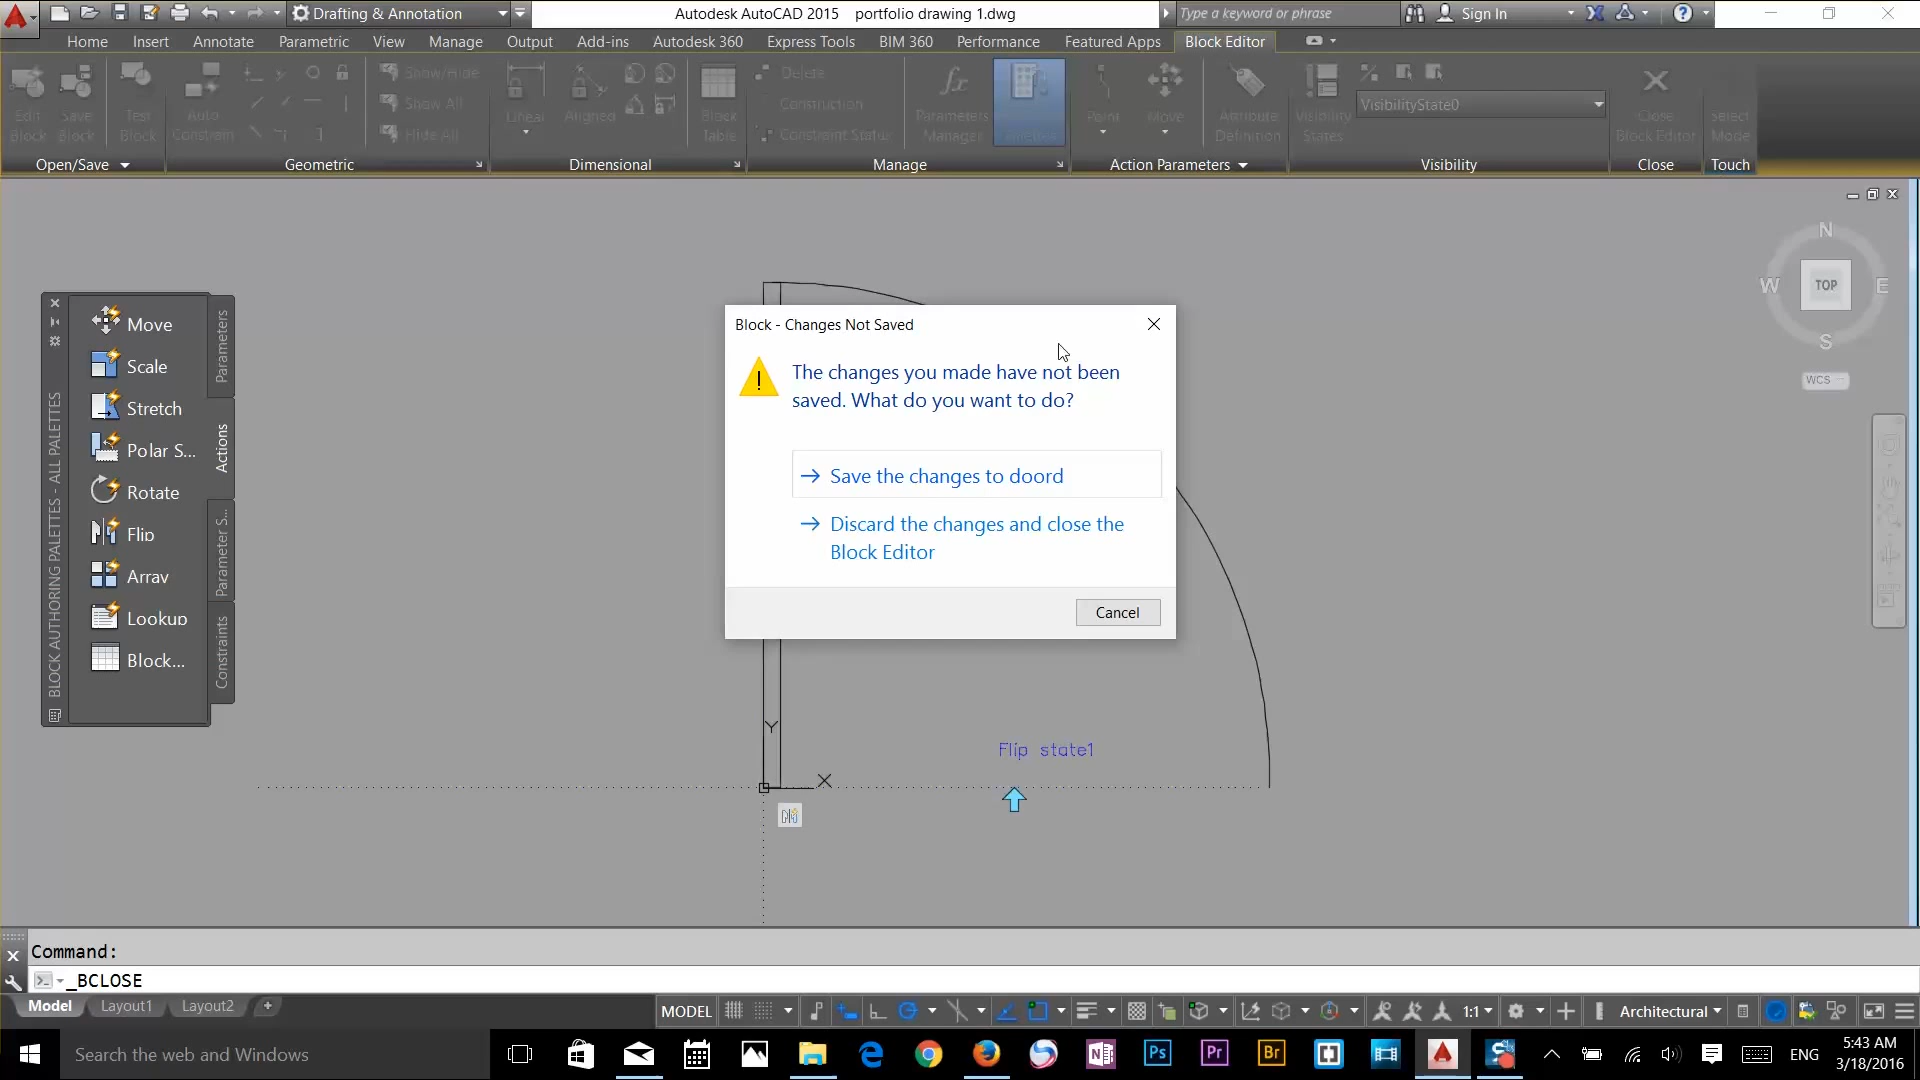 Drafting & Annotation
Autodesk AutoCAD 2015 portfolio drawing 1.dwg
Type a keyword or phrase
Sign In
Home Insert Annotate Parametric View Manage Output Add-ins Autodesk 360 Express Tools BIM 360 Performance Featured Apps Block Editor
Edit Block
Save Block
Test Block
Auto Constrain
Show/Hide
Show All
Hide All
Linear
Aligned
Block Table
Delete
Construction
Constraint Status
Parameters Manager
Point
Move
Attribute Definition
Visibility States
VisibilityState0
Close Block Editor
Select Mode
Open/Save Geometric Dimensional Manage Action Parameters Visibility Close Touch
N
W TOP E
S
WCS
BLOCK AUTHORING PALETTES - ALL PALETTES
Move
Scale
Stretch
Polar S...
Rotate
Flip
Array
Lookup
Block...
Parameters
Actions
Parameter S...
Constraints
Block - Changes Not Saved
The changes you made have not been
saved. What do you want to do?
Save the changes to doord
Discard the changes and close the
Block Editor
Cancel
Y
X
Flip state1
Command:
_BCLOSE
Model Layout1 Layout2
MODEL 1:1 Architectural
Search the web and Windows
Ps Pr Br
ENG
5:43 AM
3/18/2016